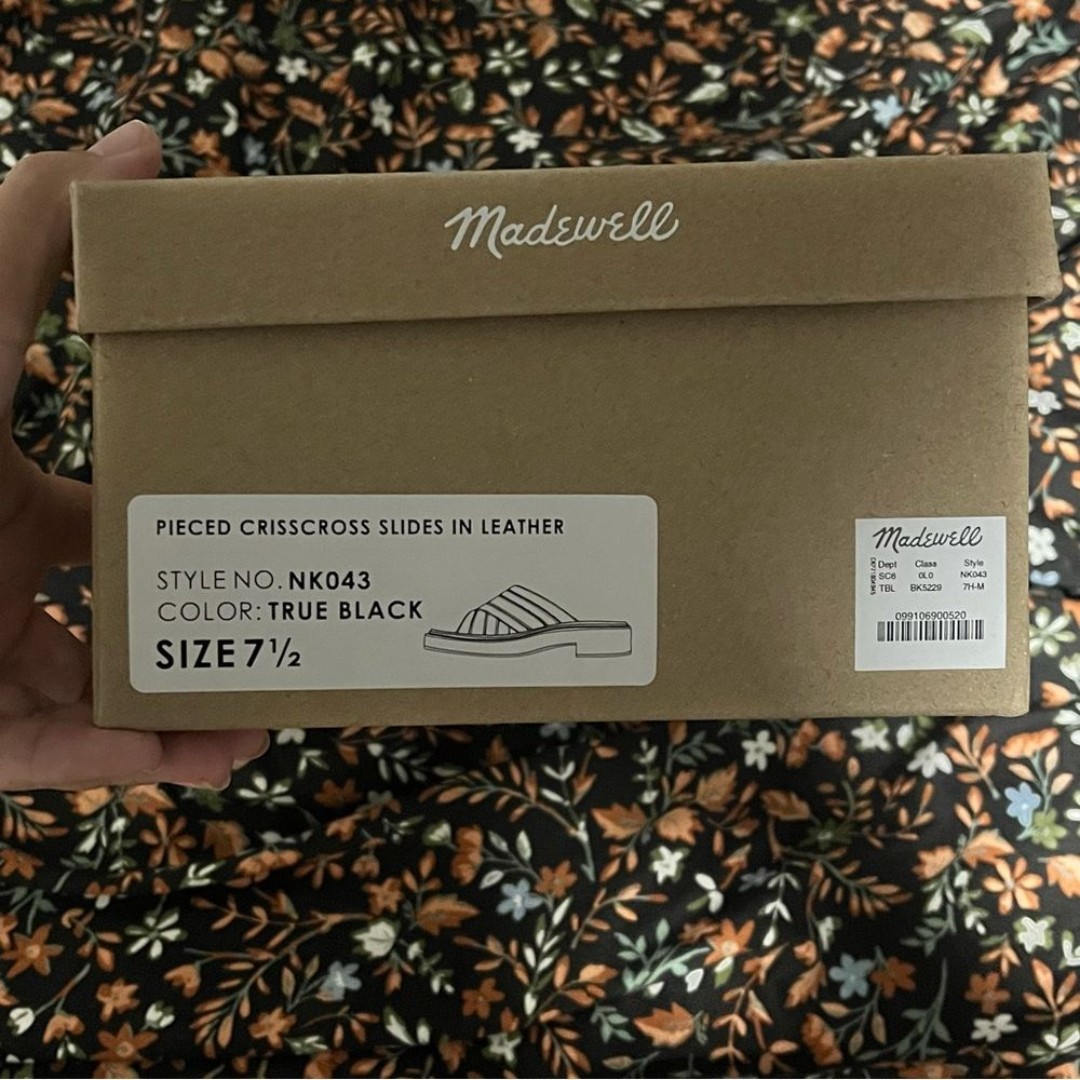 Madewell
PIECED CRISSCROSS SLIDES IN LEATHER
STYLE NO. NK043
COLOR: TRUE BLACK
SIZE 7½
Madewell
Dept Class Style
SC6 0L0 NK043
TBL BK5229 7H-M
099106900520